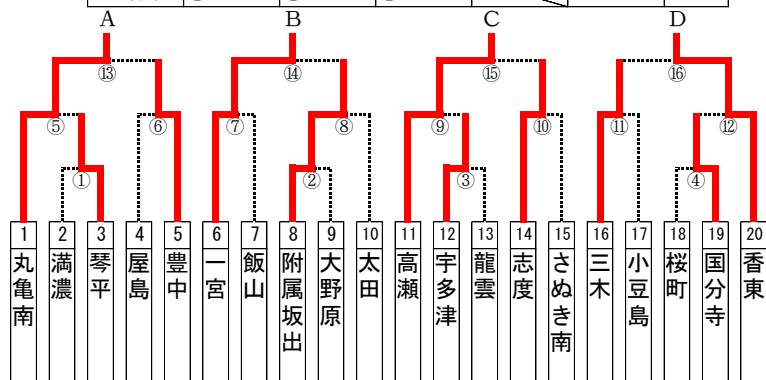 A B C D
⑬ ⑭ ⑮ ⑯
⑤ ⑥ ⑦ ⑧ ⑨ ⑩ ⑪ ⑫
① ② ③ ④
1 2 3 4 5 6 7 8 9 10 11 12 13 14 15 16 17 18 19 20
丸亀南
満濃
琴平
屋島
豊中
一宮
飯山
附属坂出
大野原
太田
高瀬
宇多津
龍雲
志度
さぬき南
三木
小豆島
桜町
国分寺
香東